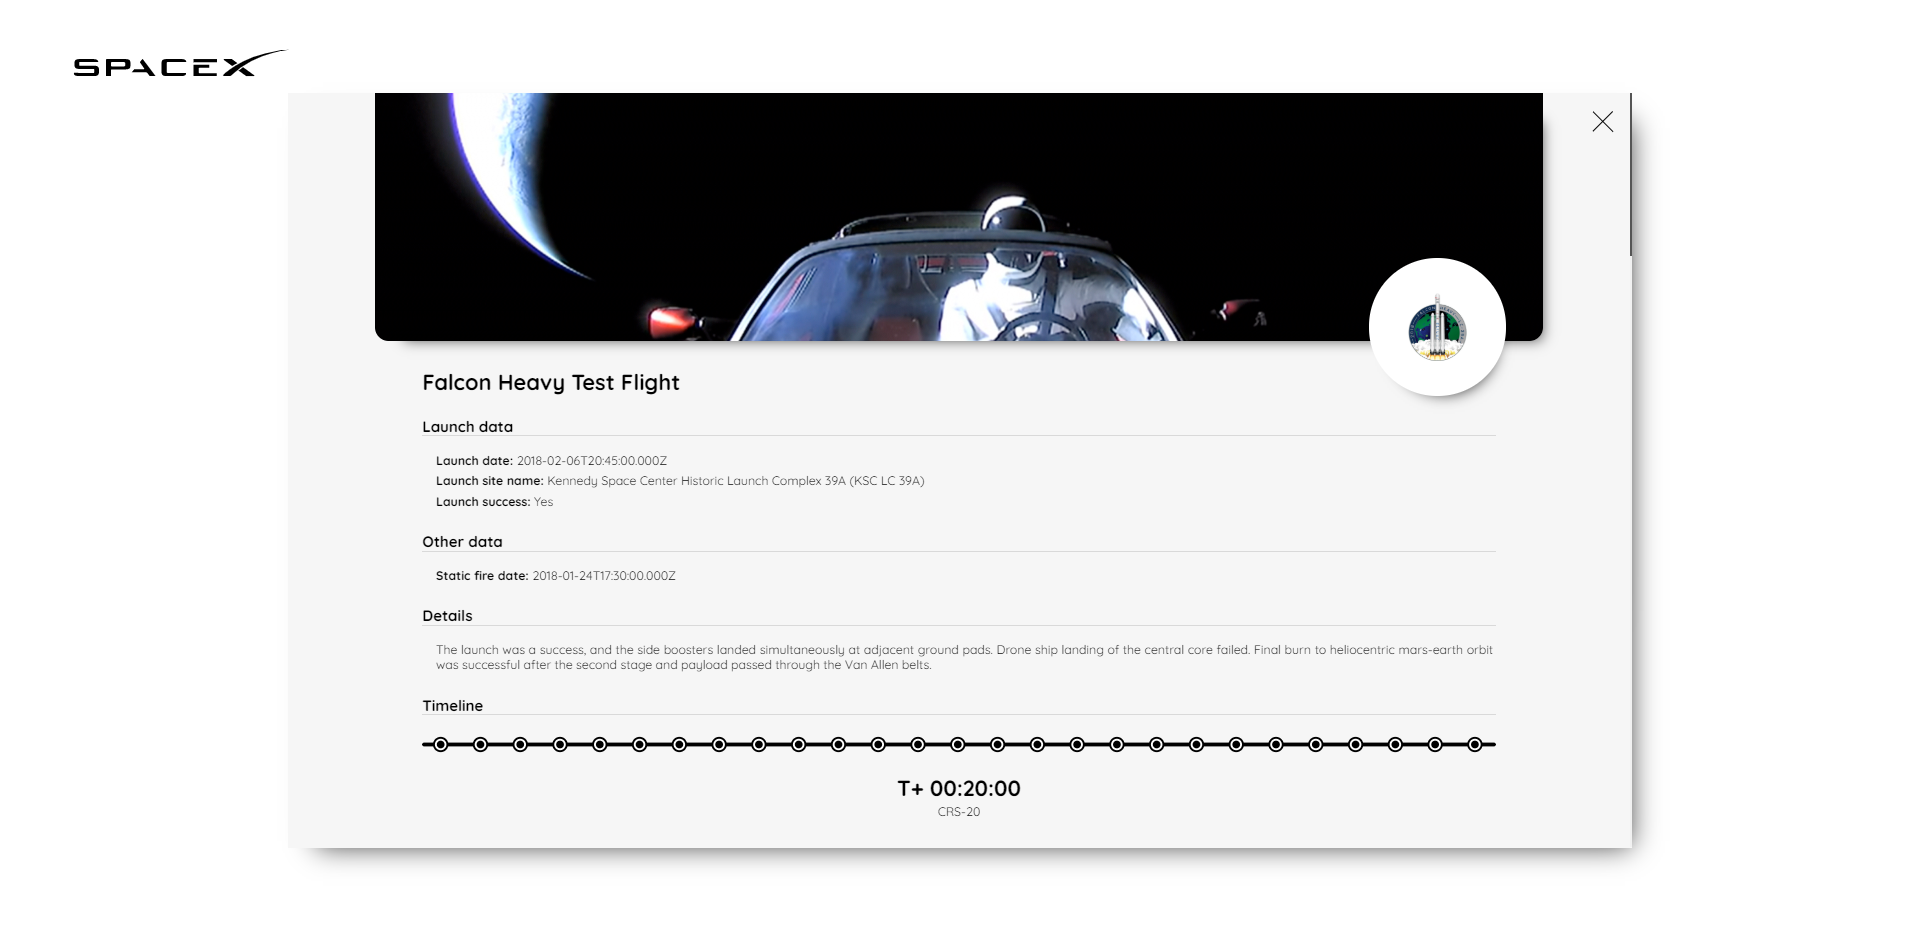 SPACEX
Falcon Heavy Test Flight
Launch data
Launch date: 2018-02-06T20:45:00.000Z
Launch site name: Kennedy Space Center Historic Launch Complex 39A (KSC LC 39A)
Launch success: Yes
Other data
Static fire date: 2018-01-24T17:30:00.000Z
Details
The launch was a success, and the side boosters landed simultaneously at adjacent ground pads. Drone ship landing of the central core failed. Final burn to heliocentric mars-earth orbit
was successful after the second stage and payload passed through the Van Allen belts.
Timeline
T+ 00:20:00
CRS-20